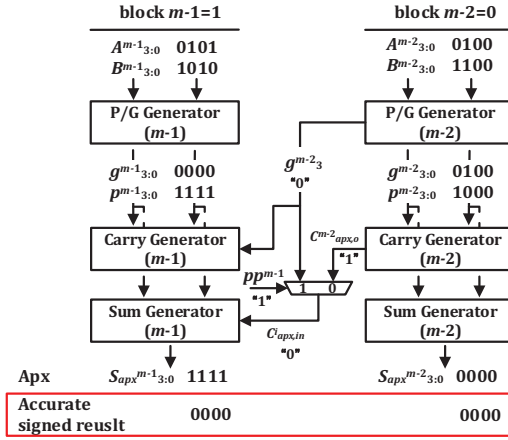 block m-1=1 block m-2=0
A^{m-1}_{3:0} 0101 A^{m-2}_{3:0} 0100
B^{m-1}_{3:0} 1010 B^{m-2}_{3:0} 1100
P/G Generator P/G Generator
(m-1) (m-2)
g^{m-1}_{3:0} 0000 g^{m-2}_3 g^{m-2}_{3:0} 0100
p^{m-1}_{3:0} 1111 "0" p^{m-2}_{3:0} 1000
Carry Generator C^{m-2}_{apx,o} Carry Generator
(m-1) "1" (m-2)
pp^{m-1} 1 0
"1"
Sum Generator Sum Generator
(m-1) C^i_{apx,in} (m-2)
"0"
Apx S_{apx}^{m-1}_{3:0} 1111 S_{apx}^{m-2}_{3:0} 0000
Accurate
signed reuslt 0000 0000